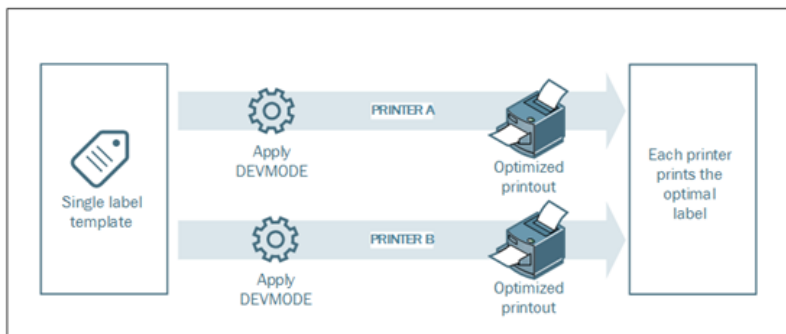 Single label
template
Apply
DEVMODE
PRINTER A
Optimized
printout
Apply
DEVMODE
PRINTER B
Optimized
printout
Each printer
prints the
optimal
label